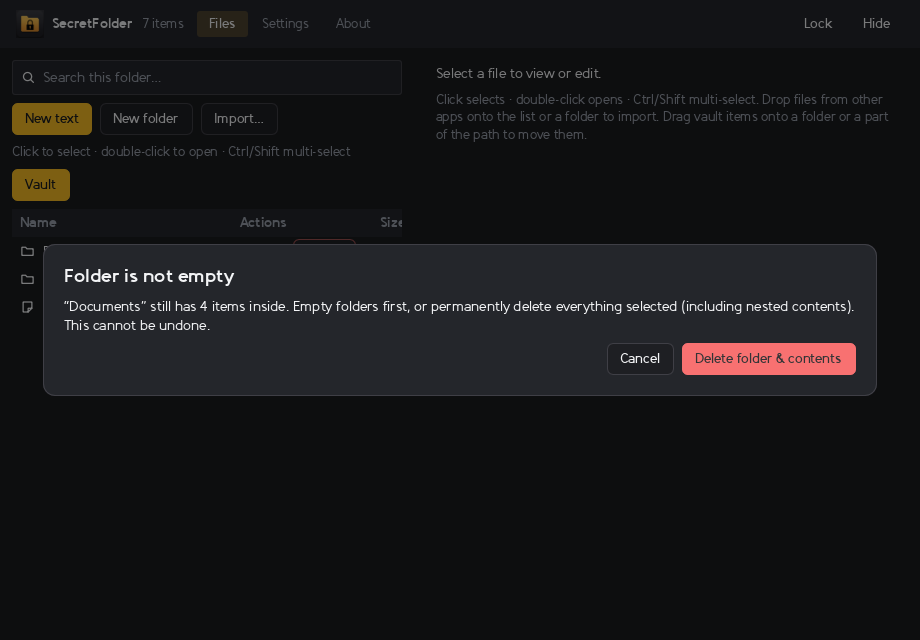 SecretFolder 7 items Files Settings About Lock Hide
Search this folder...
New text New folder Import...
Click to select · double-click to open · Ctrl/Shift multi-select
Vault
Name Actions Size
Select a file to view or edit.
Click selects · double-click opens · Ctrl/Shift multi-select. Drop files from other
apps onto the list or a folder to import. Drag vault items onto a folder or a part
of the path to move them.
Folder is not empty
"Documents" still has 4 items inside. Empty folders first, or permanently delete everything selected (including nested contents).
This cannot be undone.
Cancel Delete folder & contents